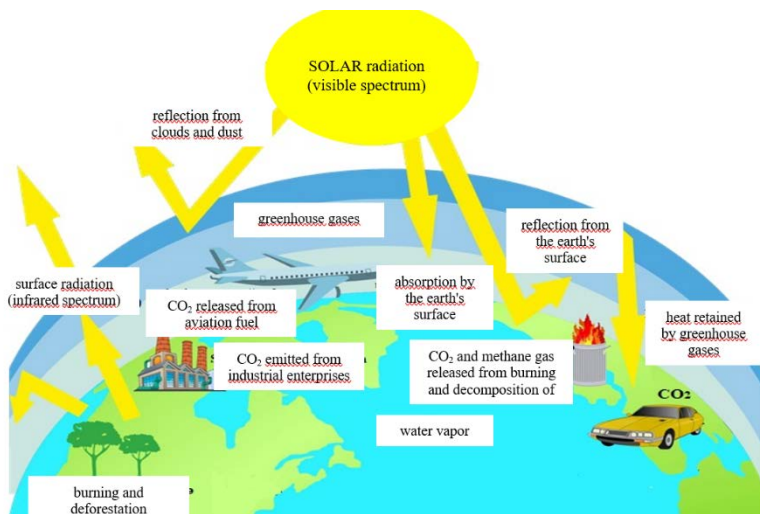 SOLAR radiation
(visible spectrum)
reflection from
clouds and dust
greenhouse gases
reflection from
the earth's
surface
surface radiation
(infrared spectrum)
absorption by
the earth's
surface
CO₂ released from
aviation fuel
heat retained
by greenhouse
gases
CO₂ emitted from
industrial enterprises
CO₂ and methane gas
released from burning
and decomposition of
CO₂
water vapor
burning and
deforestation